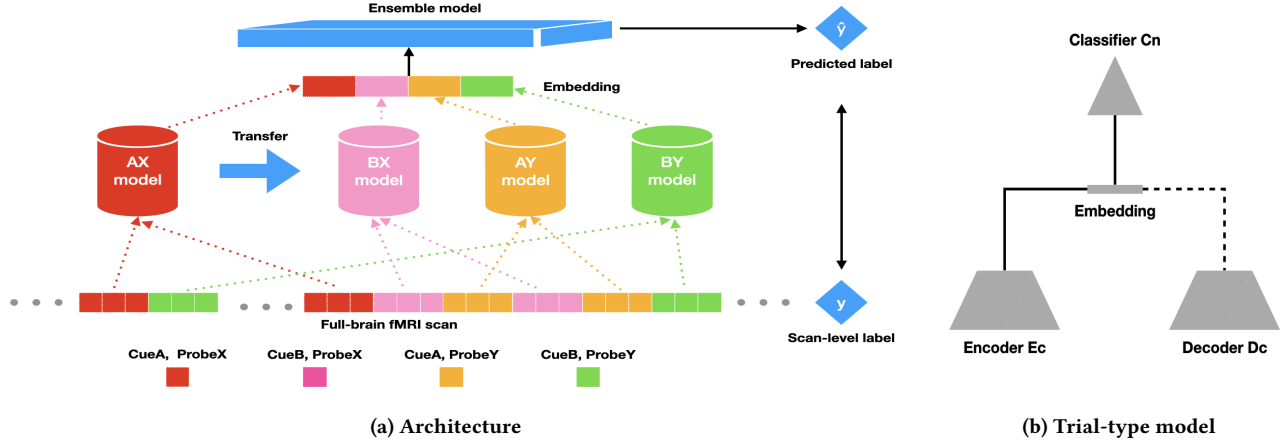 Ensemble model
ŷ
Predicted label
Embedding
Transfer
AX
model
BX
model
AY
model
BY
model
y
Full-brain fMRI scan
Scan-level label
CueA, ProbeX
CueB, ProbeX
CueA, ProbeY
CueB, ProbeY
(a) Architecture
Classifier Cn
Embedding
Encoder Ec
Decoder Dc
(b) Trial-type model